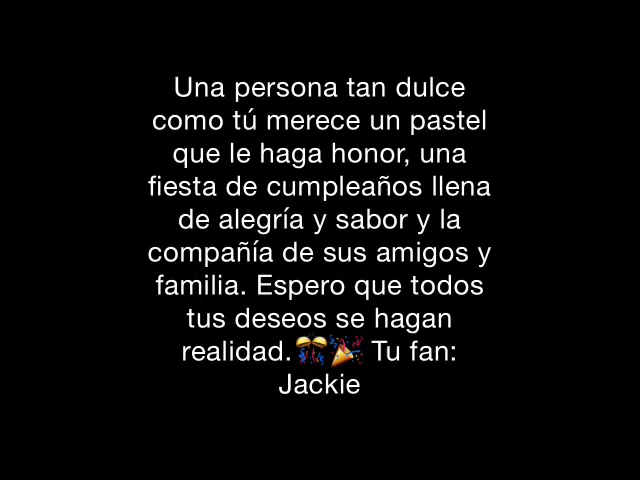 Una persona tan dulce
como tú merece un pastel
que le haga honor, una
fiesta de cumpleaños llena
de alegría y sabor y la
compañía de sus amigos y
familia. Espero que todos
tus deseos se hagan
realidad.🎊🎉 Tu fan:
Jackie